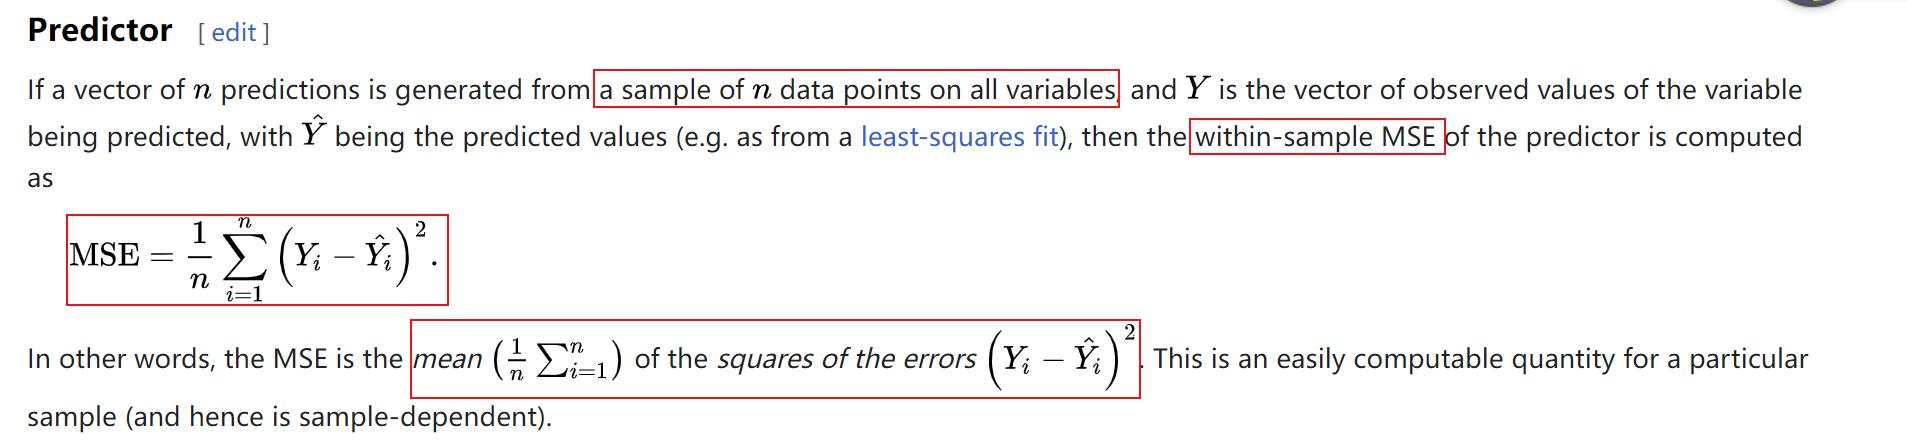 Predictor [ edit ]
If a vector of n predictions is generated from a sample of n data points on all variables, and Y is the vector of observed values of the variable
being predicted, with Ŷ being the predicted values (e.g. as from a least-squares fit), then the within-sample MSE of the predictor is computed
as
MSE = \frac{1}{n} \sum_{i=1}^{n} \left( Y_i - \hat{Y}_i \right)^2 .
In other words, the MSE is the mean \left( \frac{1}{n} \sum_{i=1}^{n} \right) of the squares of the errors \left( Y_i - \hat{Y}_i \right)^2. This is an easily computable quantity for a particular
sample (and hence is sample-dependent).